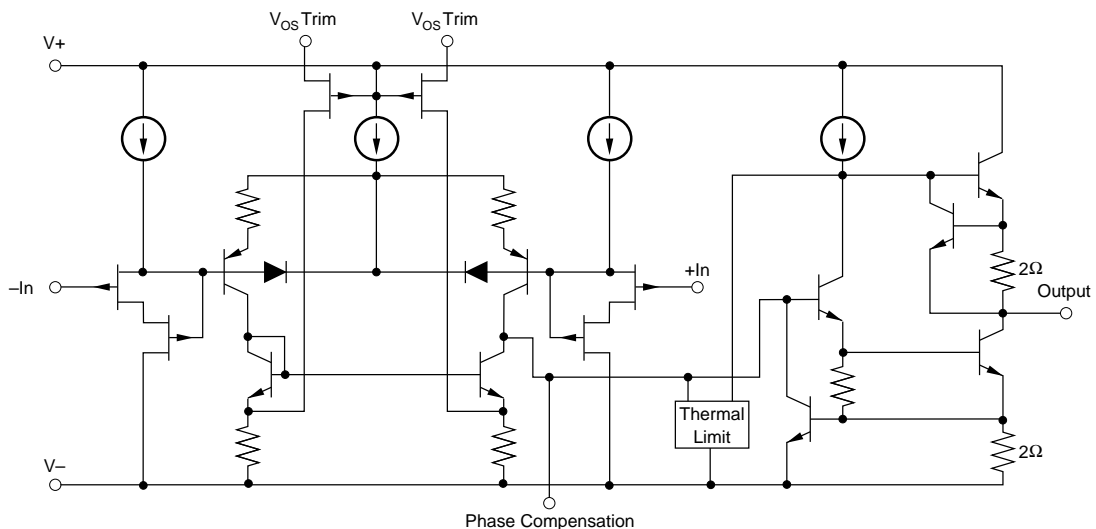 V_OS Trim
V_OS Trim
V+
–In
+In
2Ω
Output
Thermal
Limit
2Ω
V–
Phase Compensation